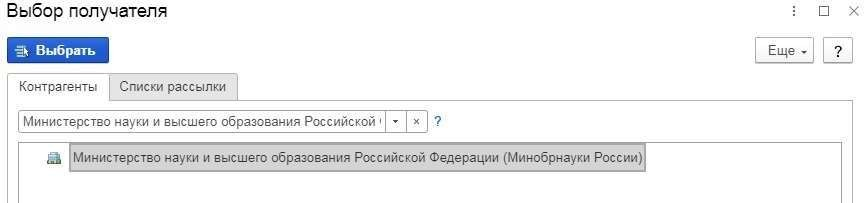 Выбор получателя
Выбрать
Еще
?
Контрагенты
Списки рассылки
Министерство науки и высшего образования Российской
?
Министерство науки и высшего образования Российской Федерации (Минобрнауки России)